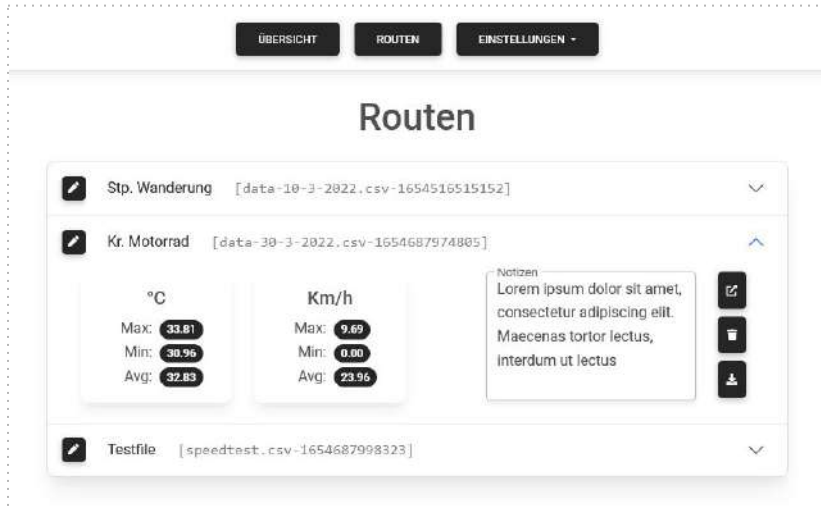 ÜBERSICHT ROUTEN EINSTELLUNGEN
Routen
Stp. Wanderung [data-10-3-2022.csv-1654516515152]
Kr. Motorrad [data-30-3-2022.csv-1654687974805]
°C
Max: 33.81
Min: 30.96
Avg: 32.83
Km/h
Max: 9.69
Min: 0.00
Avg: 23.96
Notizen
Lorem ipsum dolor sit amet,
consectetur adipiscing elit.
Maecenas tortor lectus,
interdum ut lectus
Testfile [speedtest.csv-1654687998323]